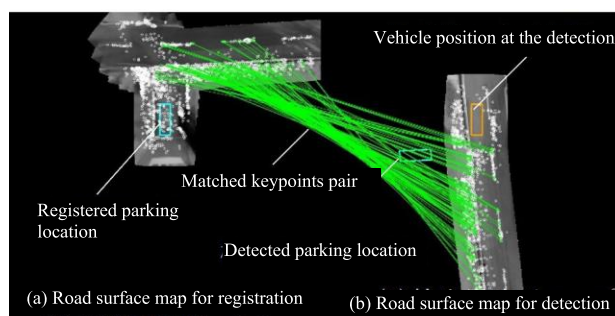 Vehicle position at the detection
Matched keypoints pair
Registered parking
location
Detected parking location
(a) Road surface map for registration
(b) Road surface map for detection